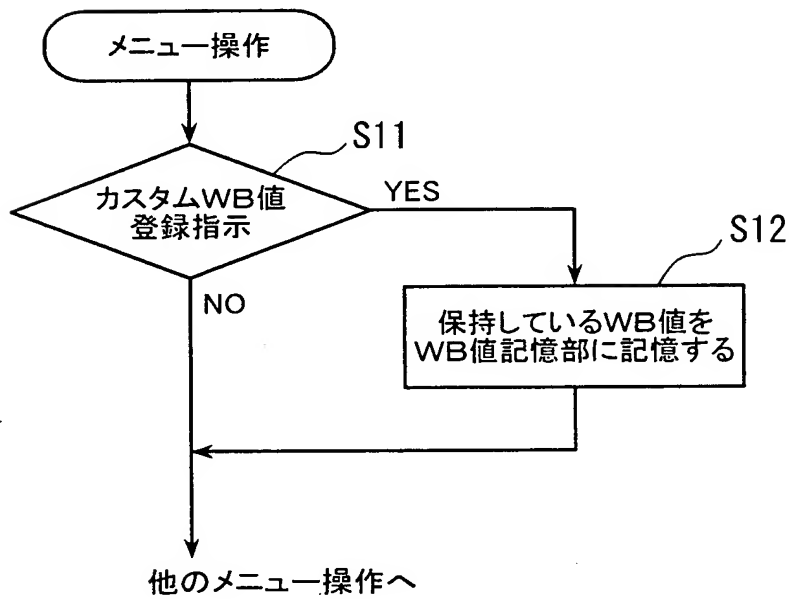 メニュー操作
S11
カスタムWB値
登録指示
YES
NO
S12
保持しているWB値を
WB値記憶部に記憶する
他のメニュー操作へ